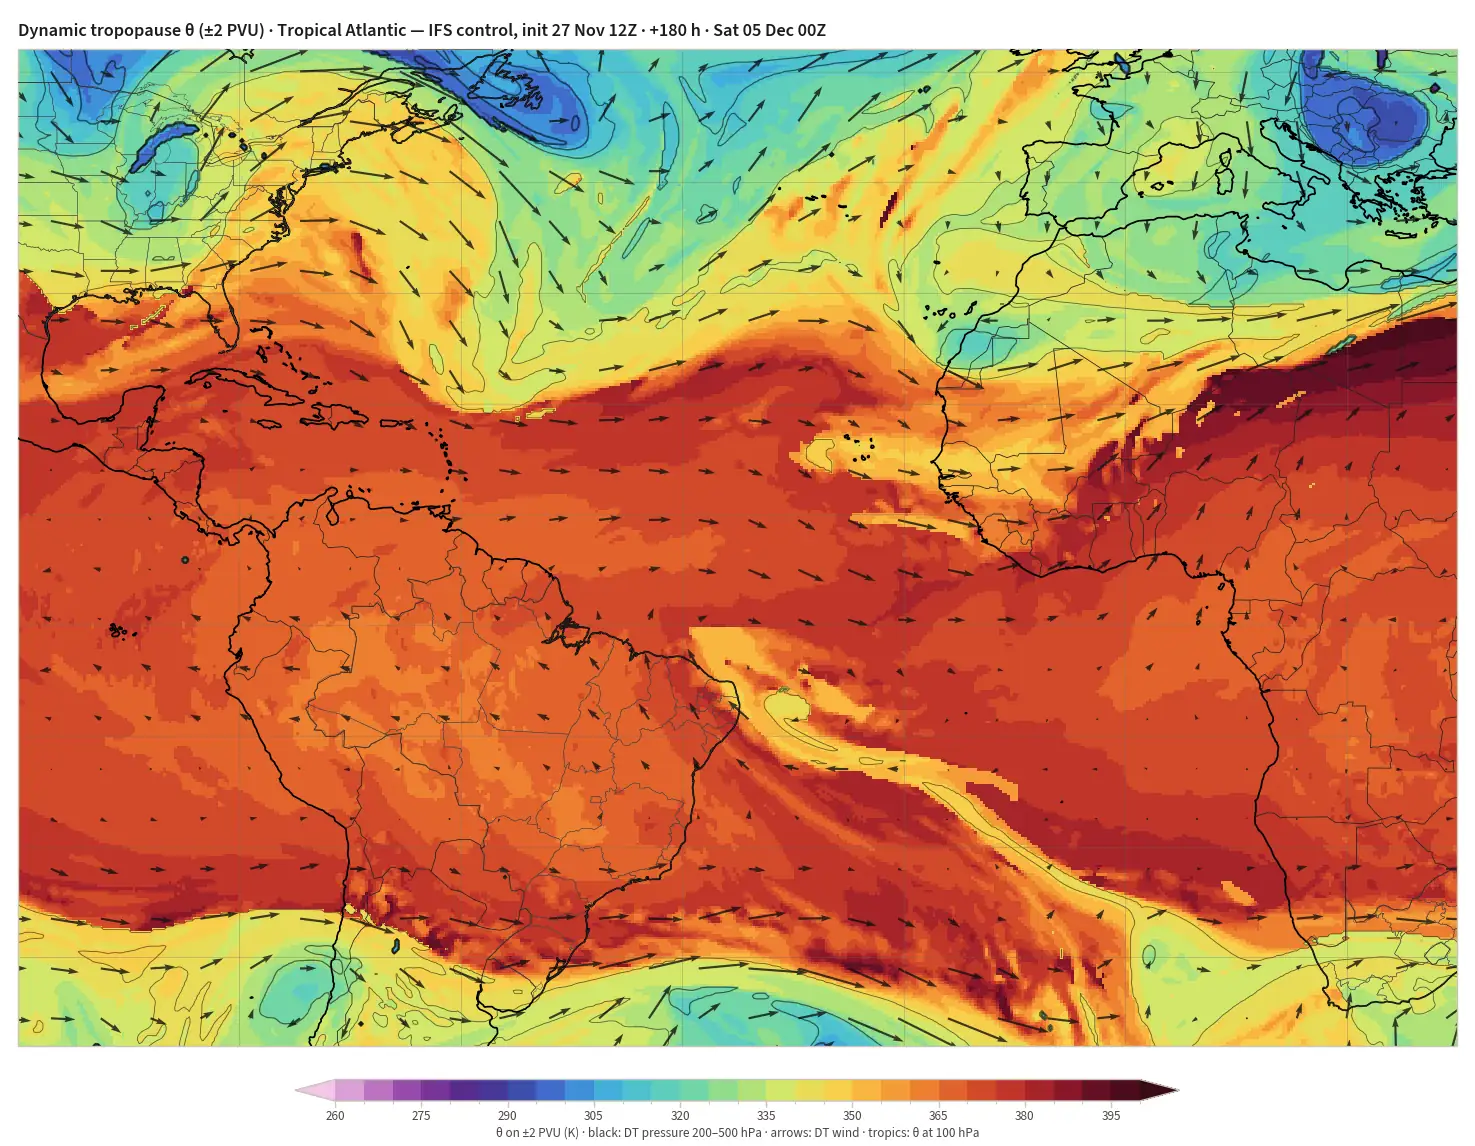 Dynamic tropopause θ (±2 PVU) · Tropical Atlantic — IFS control, init 27 Nov 12Z · +180 h · Sat 05 Dec 00Z
260 275 290 305 320 335 350 365 380 395
θ on ±2 PVU (K) · black: DT pressure 200–500 hPa · arrows: DT wind · tropics: θ at 100 hPa